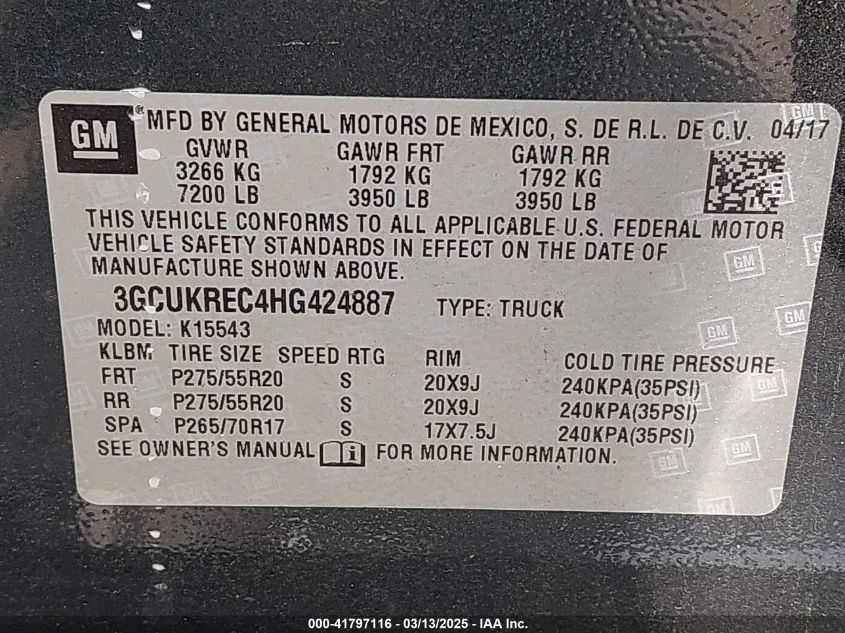 GM® MFD BY GENERAL MOTORS DE MEXICO, S. DE R.L. DE C.V. 04/17
GVWR GAWR FRT GAWR RR
3266 KG 1792 KG 1792 KG
7200 LB 3950 LB 3950 LB
THIS VEHICLE CONFORMS TO ALL APPLICABLE U.S. FEDERAL MOTOR
VEHICLE SAFETY STANDARDS IN EFFECT ON THE DATE OF
MANUFACTURE SHOWN ABOVE.
3GCUKREC4HG424887 TYPE: TRUCK
MODEL: K15543
KLBM TIRE SIZE SPEED RTG RIM COLD TIRE PRESSURE
FRT P275/55R20 S 20X9J 240KPA(35PSI)
RR P275/55R20 S 20X9J 240KPA(35PSI)
SPA P265/70R17 S 17X7.5J 240KPA(35PSI)
SEE OWNER'S MANUAL i FOR MORE INFORMATION.
000-41797116 - 03/13/2025 - IAA Inc.